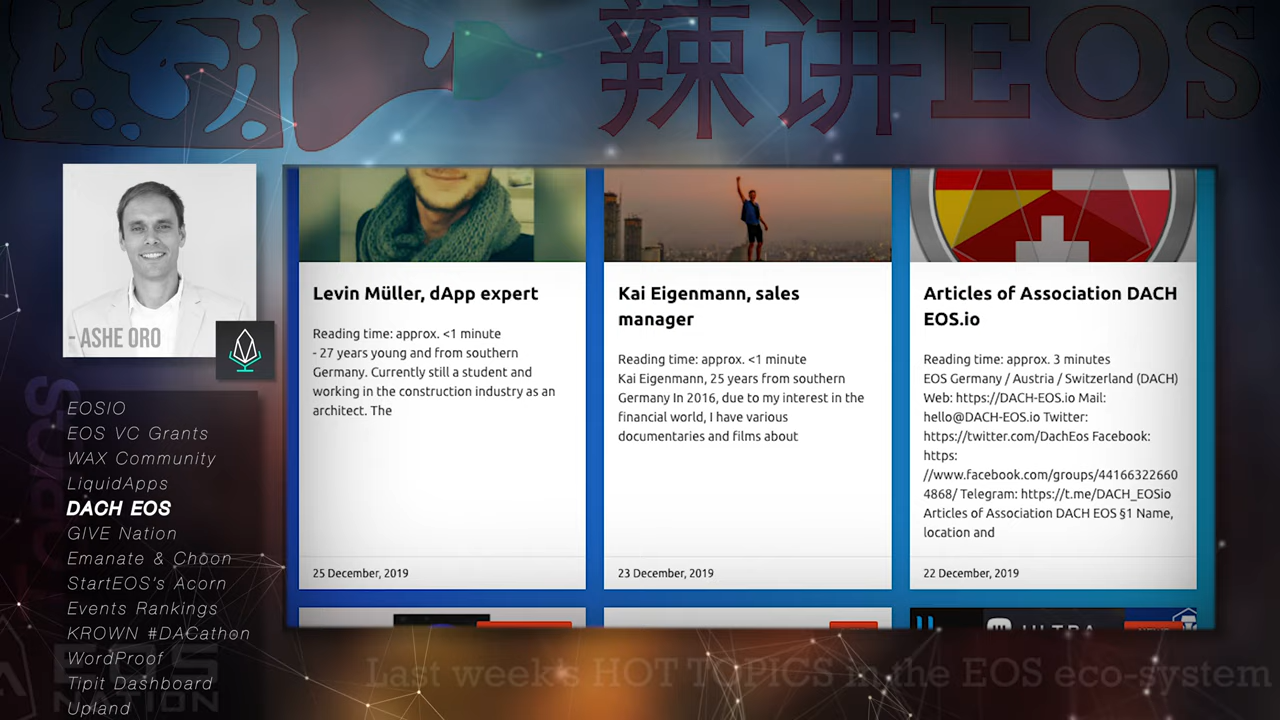 辣讲EOS
- ASHE ORO
EOSIO
EOS VC Grants
WAX Community
LiquidApps
DACH EOS
GIVE Nation
Emanate & Choon
StartEOS's Acorn
Events Rankings
KROWN #DACathon
WordProof
Tipit Dashboard
Upland
Levin Müller, dApp expert
Reading time: approx. <1 minute
- 27 years young and from southern
Germany. Currently still a student and
working in the construction industry as an
architect. The
25 December, 2019
Kai Eigenmann, sales
manager
Reading time: approx. <1 minute
Kai Eigenmann, 25 years from southern
Germany In 2016, due to my interest in the
financial world, I have various
documentaries and films about
23 December, 2019
Articles of Association DACH
EOS.io
Reading time: approx. 3 minutes
EOS Germany / Austria / Switzerland (DACH)
Web: https://DACH-EOS.io Mail:
hello@DACH-EOS.io Twitter:
https://twitter.com/DachEos Facebook:
https:
//www.facebook.com/groups/44166322660
4868/ Telegram: https://t.me/DACH_EOSio
Articles of Association DACH EOS §1 Name,
location and
22 December, 2019
ULTRA
EOS
NATION
Last week's HOT TOPICS in the EOS eco-system